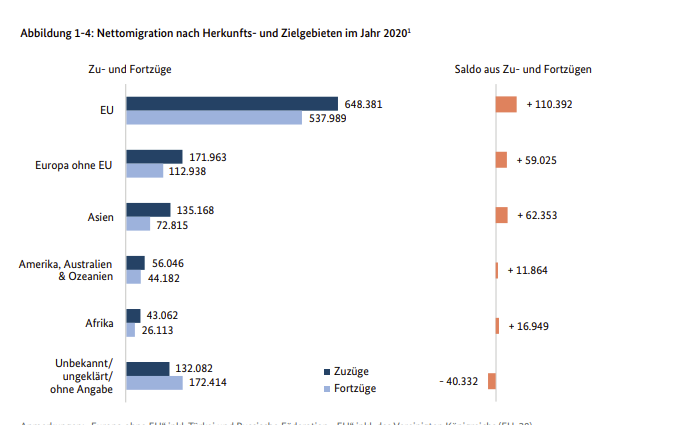 Abbildung 1-4: Nettomigration nach Herkunfts- und Zielgebieten im Jahr 2020¹
Zu- und Fortzüge
Saldo aus Zu- und Fortzügen
EU
648.381
537.989
+ 110.392
Europa ohne EU
171.963
112.938
+ 59.025
Asien
135.168
72.815
+ 62.353
Amerika, Australien
& Ozeanien
56.046
44.182
+ 11.864
Afrika
43.062
26.113
+ 16.949
Unbekannt/
ungeklärt/
ohne Angabe
132.082
172.414
- 40.332
Zuzüge
Fortzüge